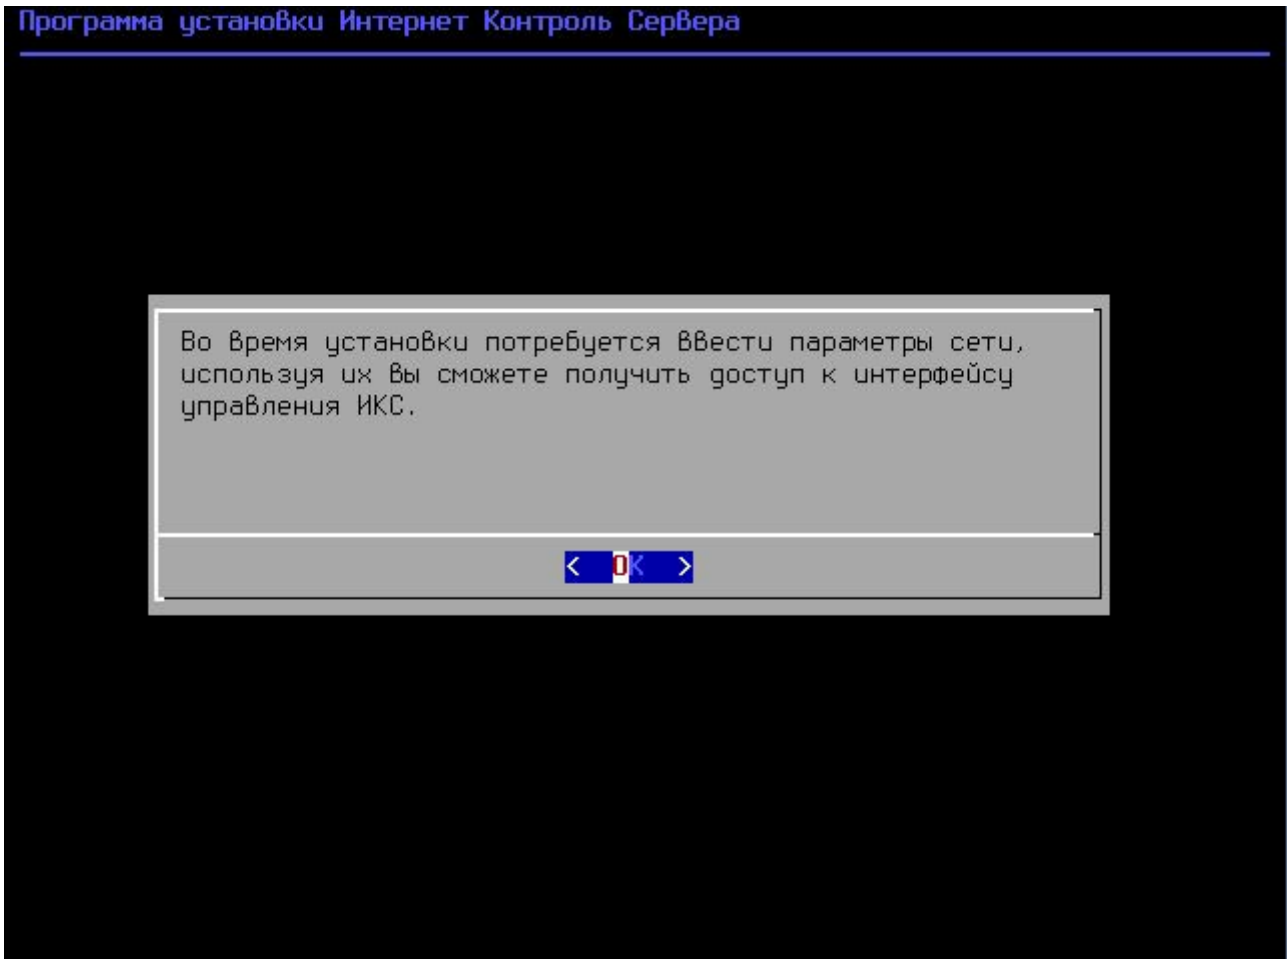 Программа установки Интернет Контроль Сервера
Во время установки потребуется ввести параметры сети,
используя их вы сможете получить доступ к интерфейсу
управления ИКС.
< OK >